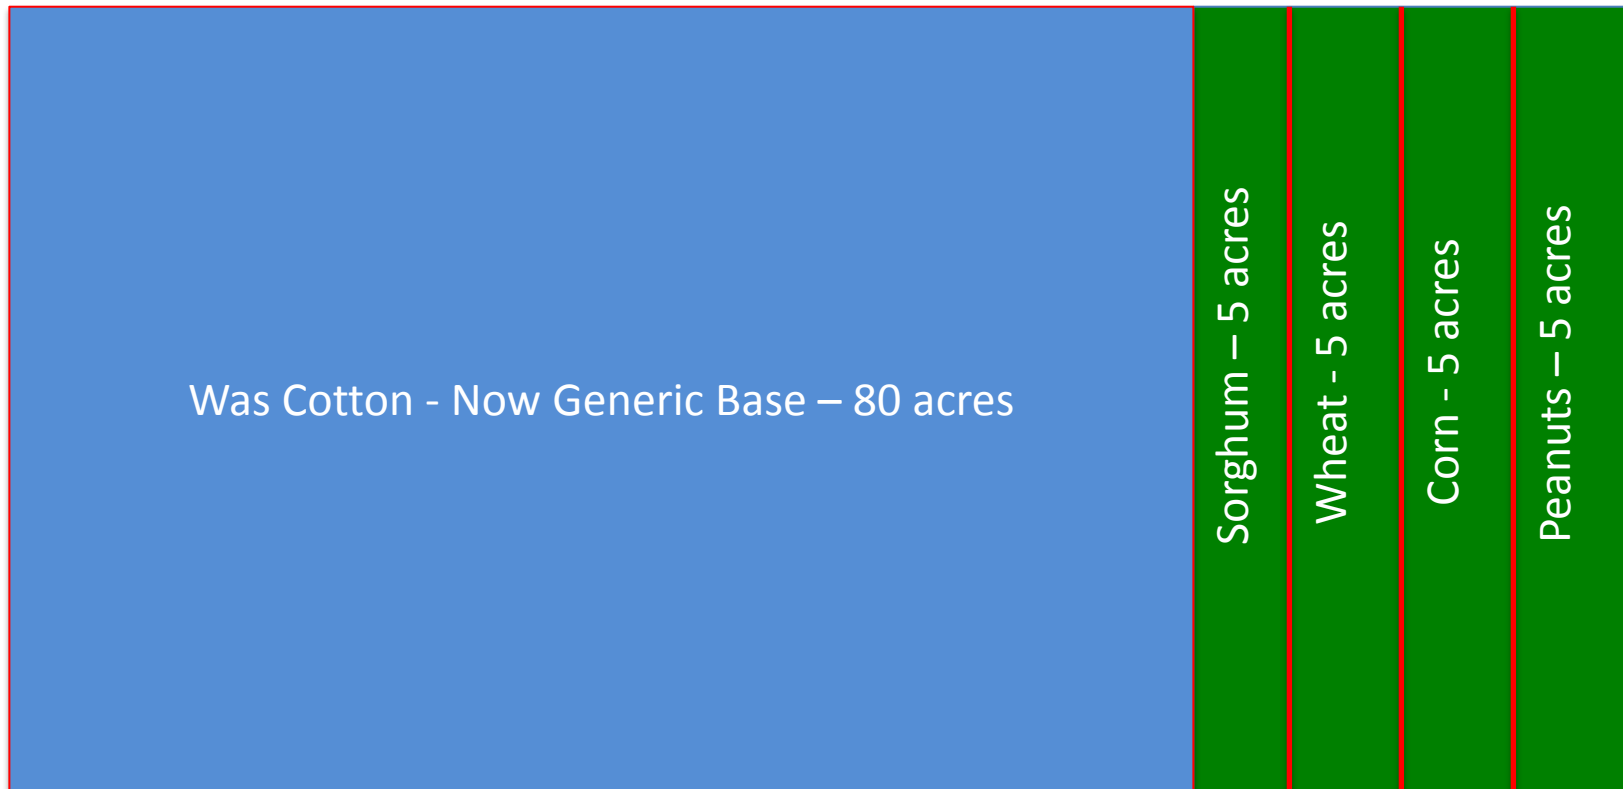 Was Cotton - Now Generic Base – 80 acres
Sorghum – 5 acres
Wheat - 5 acres
Corn - 5 acres
Peanuts – 5 acres